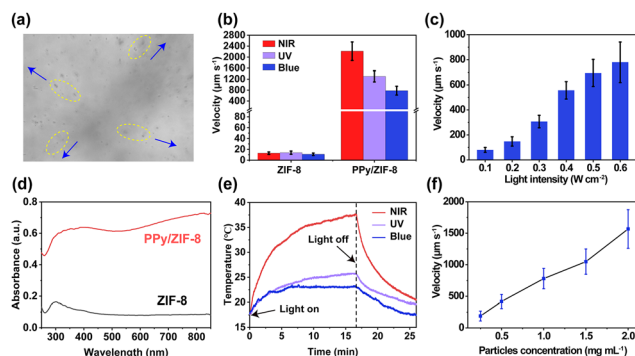 (a)
(b)
Velocity (μm s⁻¹)
2800
2400
2000
1600
1200
800
400
60
40
20
0
NIR
UV
Blue
ZIF-8
PPy/ZIF-8
(c)
Velocity (μm s⁻¹)
1000
800
600
400
200
0
0.1 0.2 0.3 0.4 0.5 0.6
Light intensity (W cm⁻²)
(d)
Absorbance (a.u.)
0.8
0.6
0.4
0.2
0.0
PPy/ZIF-8
ZIF-8
300 400 500 600 700 800
Wavelength (nm)
(e)
Temperature (℃)
40
35
30
25
20
15
NIR
UV
Blue
Light off
Light on
0 5 10 15 20 25
Time (min)
(f)
Velocity (μm s⁻¹)
2000
1500
1000
500
0
0.5 1.0 1.5 2.0
Particles concentration (mg mL⁻¹)